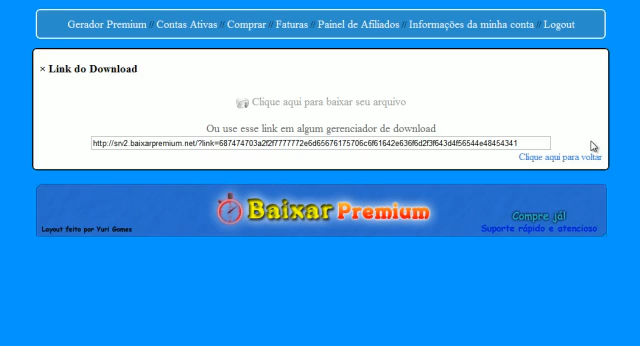 Gerador Premium // Contas Ativas // Comprar // Faturas // Painel de Afiliados // Informações da minha conta // Logout
× Link do Download
Clique aqui para baixar seu arquivo
Ou use esse link em algum gerenciador de download
http://srv2.baixarpremium.net/?link=687474703a2f2f7777772e6d65676175706c6f61642e636f6d2f3f643d4f56544e48454341
Clique aqui para voltar
Baixar Premium
Compre já!
Layout feito por Yuri Gomes
Suporte rápido e atencioso